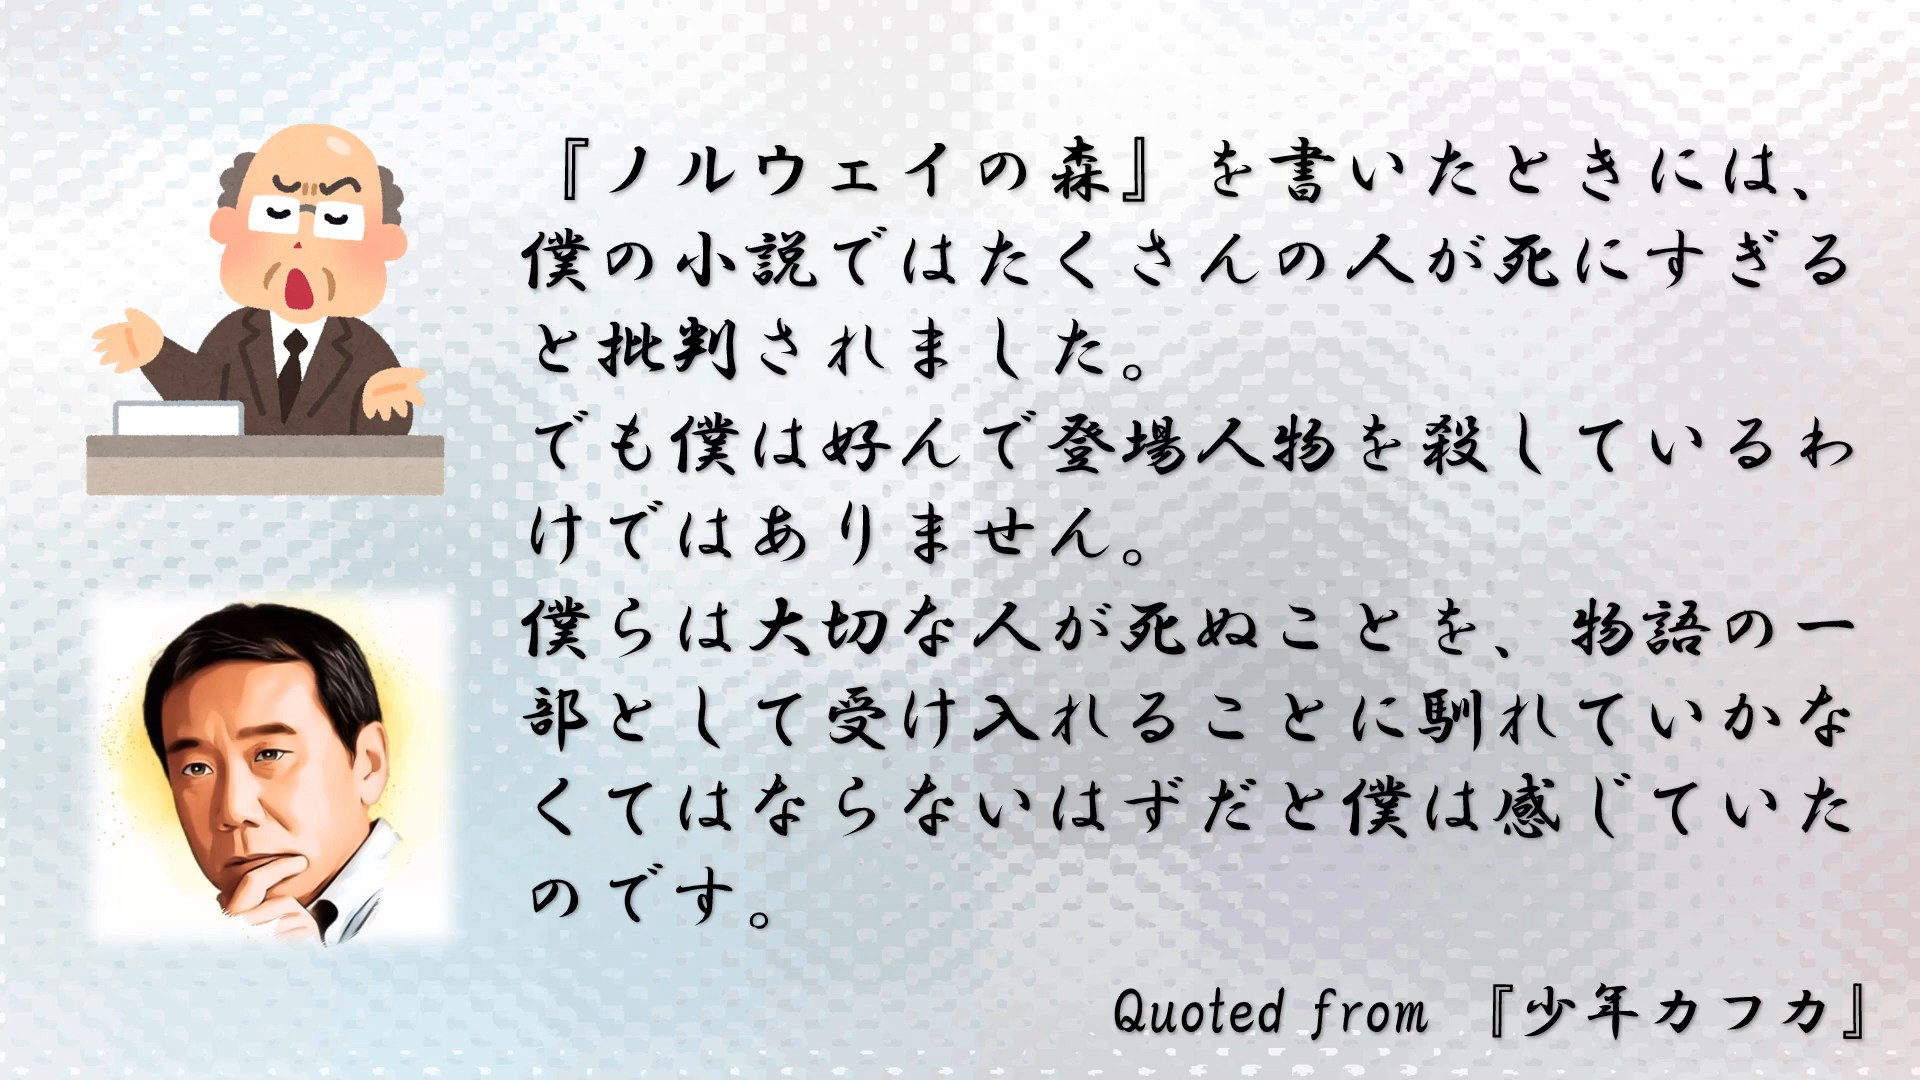 『ノルウェイの森』を書いたときには、
僕の小説ではたくさんの人が死にすぎる
と批判されました。
でも僕は好んで登場人物を殺しているわ
けではありません。
僕らは大切な人が死ぬことを、物語の一
部として受け入れることに馴れていかな
くてはならないはずだと僕は感じていた
のです。
Quoted from 『少年カフカ』